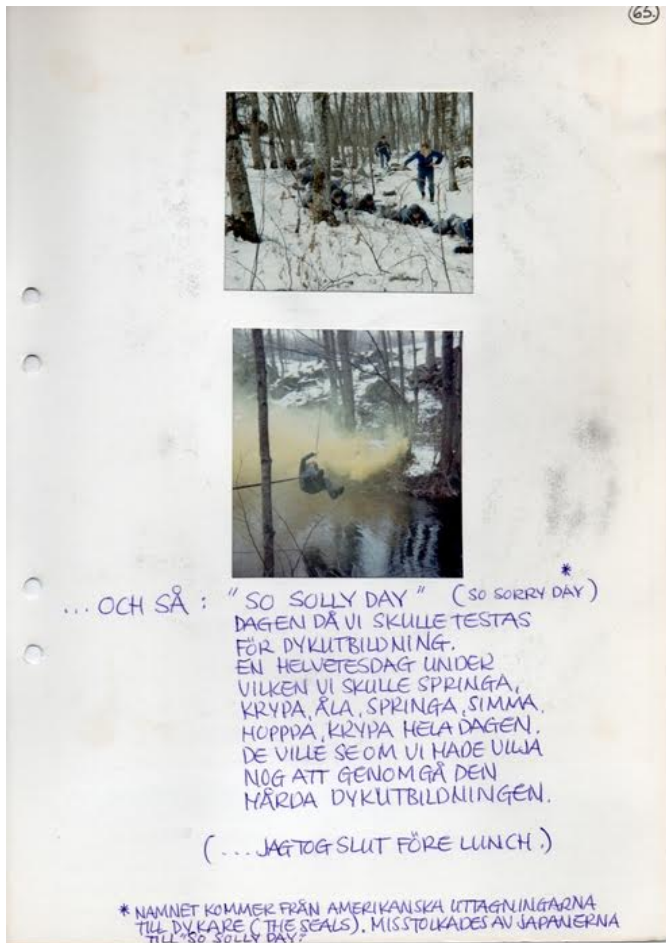 65.
*
...OCH SÅ: "SO SOLLY DAY" (SO SORRY DAY)
DAGEN DÅ VI SKULLE TESTAS
FÖR DYKUTBILDNING.
EN HELVETESDAG UNDER
VILKEN VI SKULLE SPRINGA,
KRYPA, ÅLA, SPRINGA, SIMMA,
HOPPPA, KRYPA HELA DAGEN.
DE VILLE SE OM VI HADE VILJA
NOG ATT GENOMGÅ DEN
HÅRDA DYKUTBILDNINGEN.
(...JAG TOG SLUT FÖRE LUNCH.)
* NAMNET KOMMER FRÅN AMERIKANSKA UTTAGNINGARNA
TILL DYKARE (THE SEALS). MISSTOLKADES AV JAPANERNA
TILL "SO SOLLY DAY".